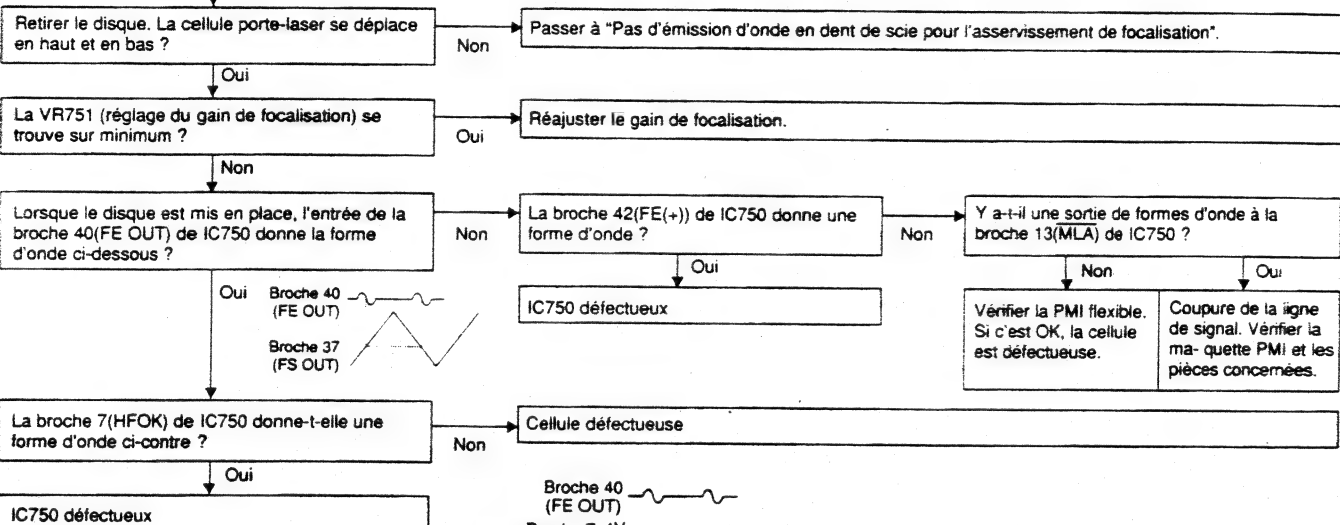 Retirer le disque. La cellule porte-laser se déplace
en haut et en bas ?
Non
Passer à "Pas d'émission d'onde en dent de scie pour l'asservissement de focalisation".
Oui
La VR751 (réglage du gain de focalisation) se
trouve sur minimum ?
Oui
Réajuster le gain de focalisation.
Non
Lorsque le disque est mis en place, l'entrée de la
broche 40(FE OUT) de IC750 donne la forme
d'onde ci-dessous ?
Non
La broche 42(FE(+)) de IC750 donne une
forme d'onde ?
Non
Y a-t-il une sortie de formes d'onde à la
broche 13(MLA) de IC750 ?
Oui
Broche 40
(FE OUT)
Broche 37
(FS OUT)
Oui
IC750 défectueux
Non
Vérifier la PMI flexible.
Si c'est OK, la cellule
est défectueuse.
Oui
Coupure de la ligne
de signal. Vérifier la
ma- quette PMI et les
pièces concernées.
La broche 7(HFOK) de IC750 donne-t-elle une
forme d'onde ci-contre ?
Non
Cellule défectueuse
Oui
IC750 défectueux
Broche 40
(FE OUT)